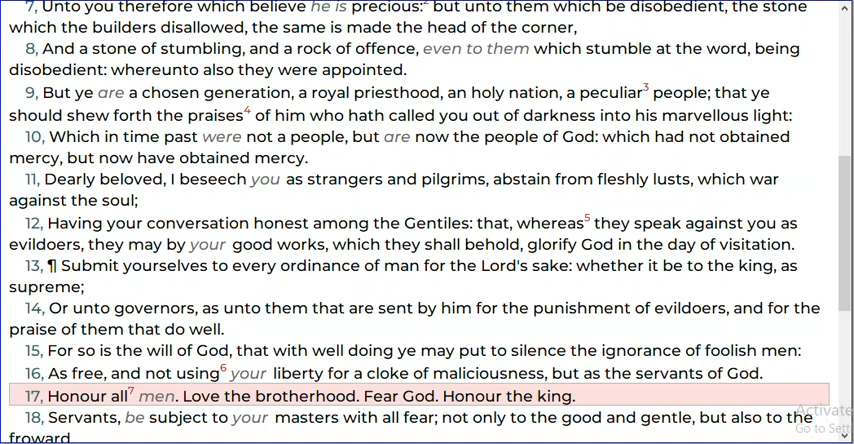 7, Unto you therefore which believe he is precious:2 but unto them which be disobedient, the stone
which the builders disallowed, the same is made the head of the corner,
8, And a stone of stumbling, and a rock of offence, even to them which stumble at the word, being
disobedient: whereunto also they were appointed.
9, But ye are a chosen generation, a royal priesthood, an holy nation, a peculiar3 people; that ye
should shew forth the praises4 of him who hath called you out of darkness into his marvellous light:
10, Which in time past were not a people, but are now the people of God: which had not obtained
mercy, but now have obtained mercy.
11, Dearly beloved, I beseech you as strangers and pilgrims, abstain from fleshly lusts, which war
against the soul;
12, Having your conversation honest among the Gentiles: that, whereas5 they speak against you as
evildoers, they may by your good works, which they shall behold, glorify God in the day of visitation.
13, ¶ Submit yourselves to every ordinance of man for the Lord's sake: whether it be to the king, as
supreme;
14, Or unto governors, as unto them that are sent by him for the punishment of evildoers, and for the
praise of them that do well.
15, For so is the will of God, that with well doing ye may put to silence the ignorance of foolish men:
16, As free, and not using6 your liberty for a cloke of maliciousness, but as the servants of God.
17, Honour all7 men. Love the brotherhood. Fear God. Honour the king.
18, Servants, be subject to your masters with all fear; not only to the good and gentle, but also to the
froward.
Activate
Go to Sett